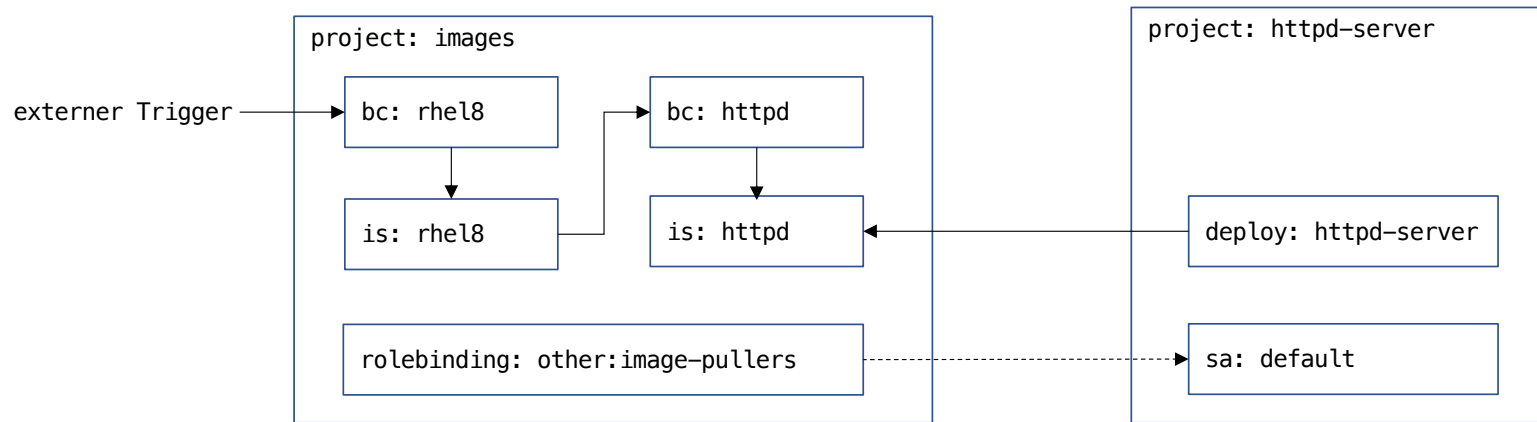 project: images
project: httpd-server
externer Trigger
bc: rhel8
bc: httpd
is: rhel8
is: httpd
deploy: httpd-server
rolebinding: other:image-pullers
sa: default